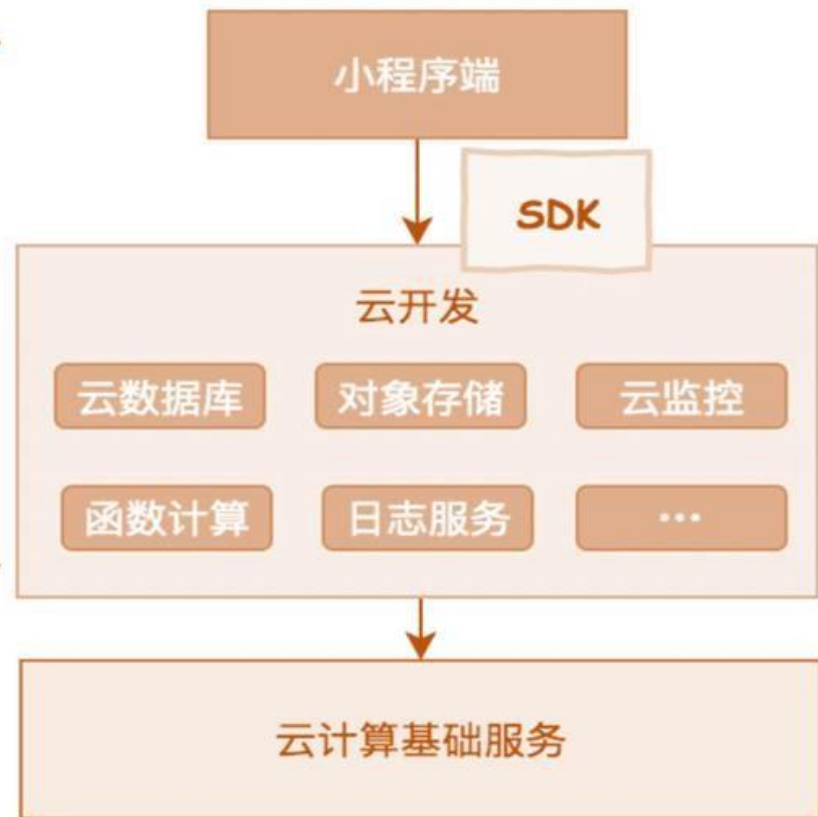 小程序端
SDK
云开发
云数据库
对象存储
云监控
函数计算
日志服务
...
云计算基础服务